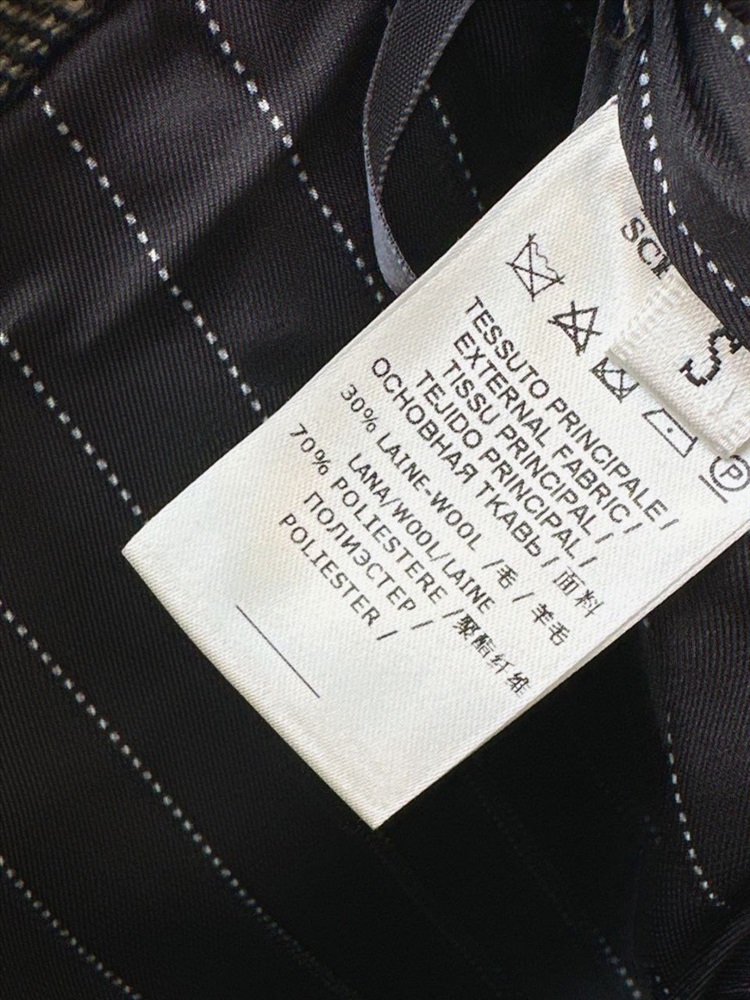 TESSUTO PRINCIPALE /
EXTERNAL FABRIC /
TISSU PRINCIPAL /
TEJIDO PRINCIPAL /
ОСНОВНАЯ ТКАВЬ / 面料
30% LAINE-WOOL /毛 / 羊毛
LANA/WOOL/LAINE
70% POLIESTERE /聚酯纤维
ПОЛИЭСТЕР /
POLIESTER /
P